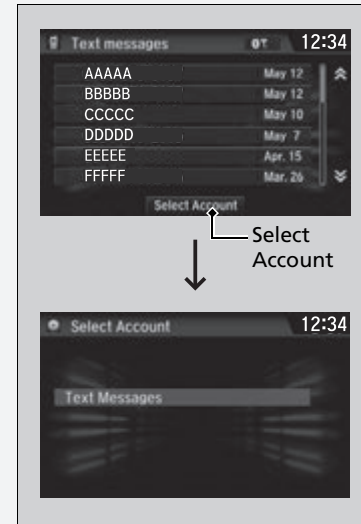 Text messages 12:34
AAAAA May 12
BBBBB May 12
CCCCC May 10
DDDDD May 7
EEEEE Apr. 15
FFFFF Mar. 26
Select Account
Select
Account
Select Account 12:34
Text Messages